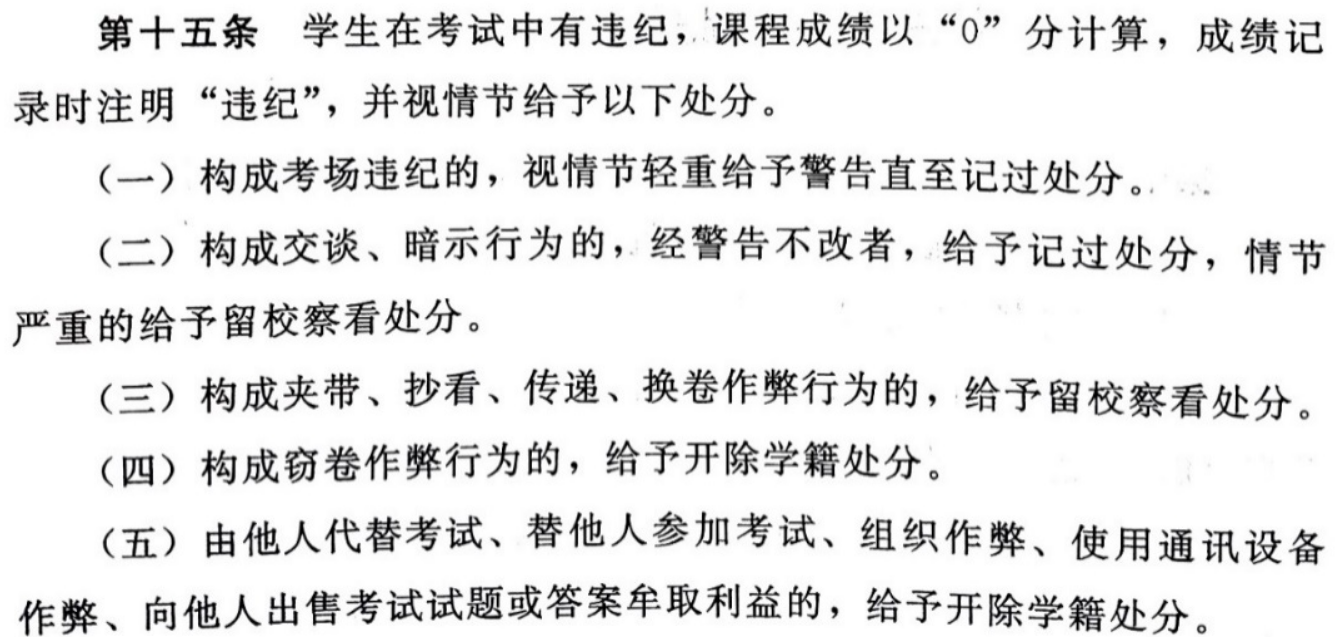 第十五条 学生在考试中有违纪，课程成绩以“0”分计算，成绩记
录时注明“违纪”，并视情节给予以下处分。
（一）构成考场违纪的，视情节轻重给予警告直至记过处分。
（二）构成交谈、暗示行为的，经警告不改者，给予记过处分，情节
严重的给予留校察看处分。
（三）构成夹带、抄看、传递、换卷作弊行为的，给予留校察看处分。
（四）构成窃卷作弊行为的，给予开除学籍处分。
（五）由他人代替考试、替他人参加考试、组织作弊、使用通讯设备
作弊、向他人出售考试试题或答案牟取利益的，给予开除学籍处分。